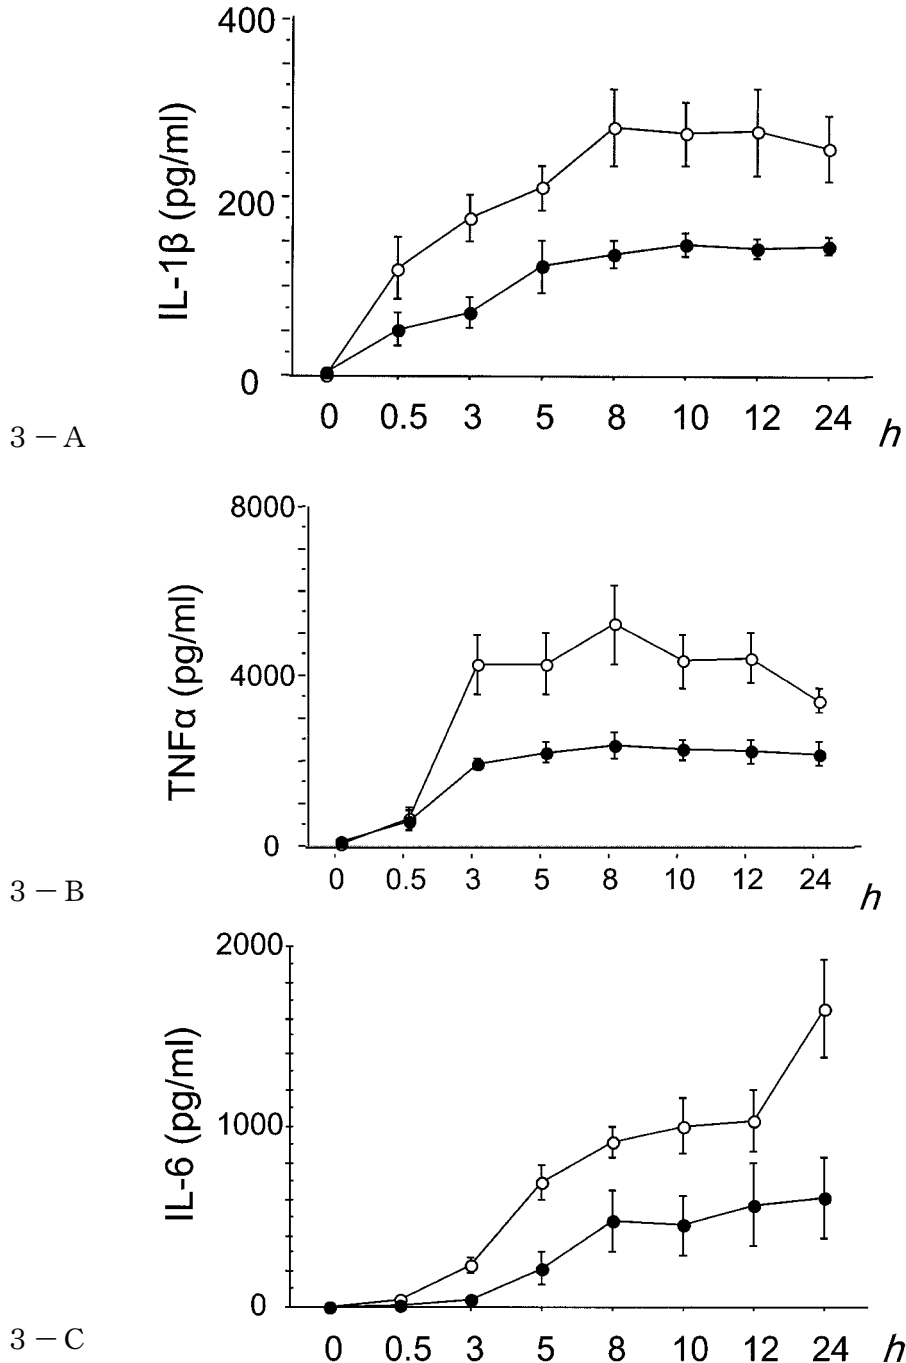 400
200
0
IL-1β (pg/ml)
0 0.5 3 5 8 10 12 24 h
3－A
8000
4000
0
TNFα (pg/ml)
0 0.5 3 5 8 10 12 24 h
3－B
2000
1000
0
IL-6 (pg/ml)
0 0.5 3 5 8 10 12 24 h
3－C